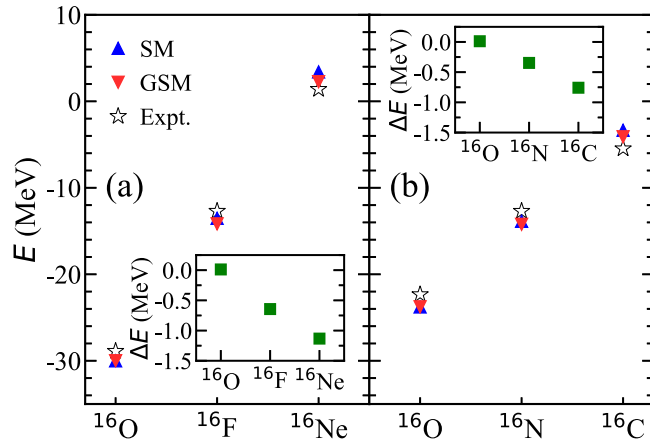 10
0
-10
-20
-30
E (MeV)
SM
GSM
Expt.
(a)
0.0
-0.5
-1.0
-1.5
ΔE (MeV)
¹⁶O
¹⁶F
¹⁶Ne
¹⁶O
¹⁶F
¹⁶Ne
(b)
0.0
-0.5
-1.0
-1.5
ΔE (MeV)
¹⁶O
¹⁶N
¹⁶C
¹⁶O
¹⁶N
¹⁶C